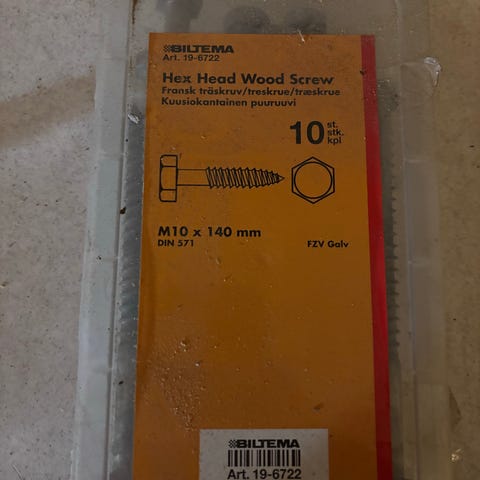 BILTEMA
Art. 19-6722
Hex Head Wood Screw
Fransk träskruv/treskrue/træskrue
Kuusiokantainen puuruuvi
10 st.
stk.
kpl
M10 x 140 mm
DIN 571
FZV Galv
BILTEMA
Art. 19-6722